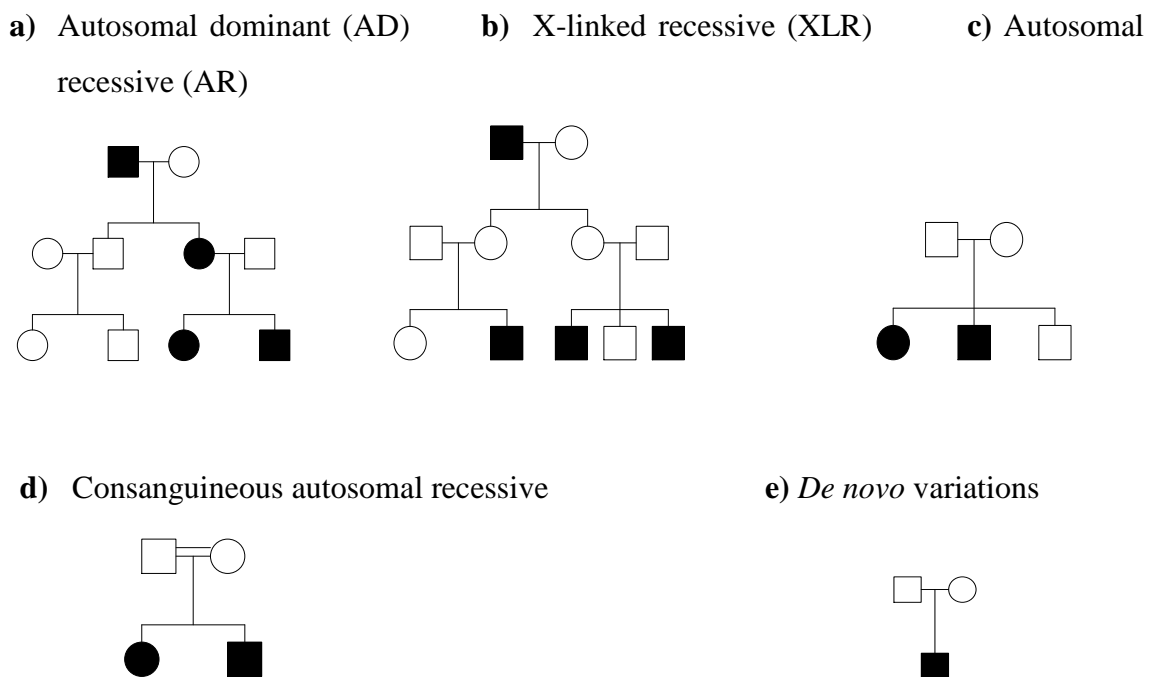 a) Autosomal dominant (AD) b) X-linked recessive (XLR) c) Autosomal
recessive (AR)
d) Consanguineous autosomal recessive e) De novo variations